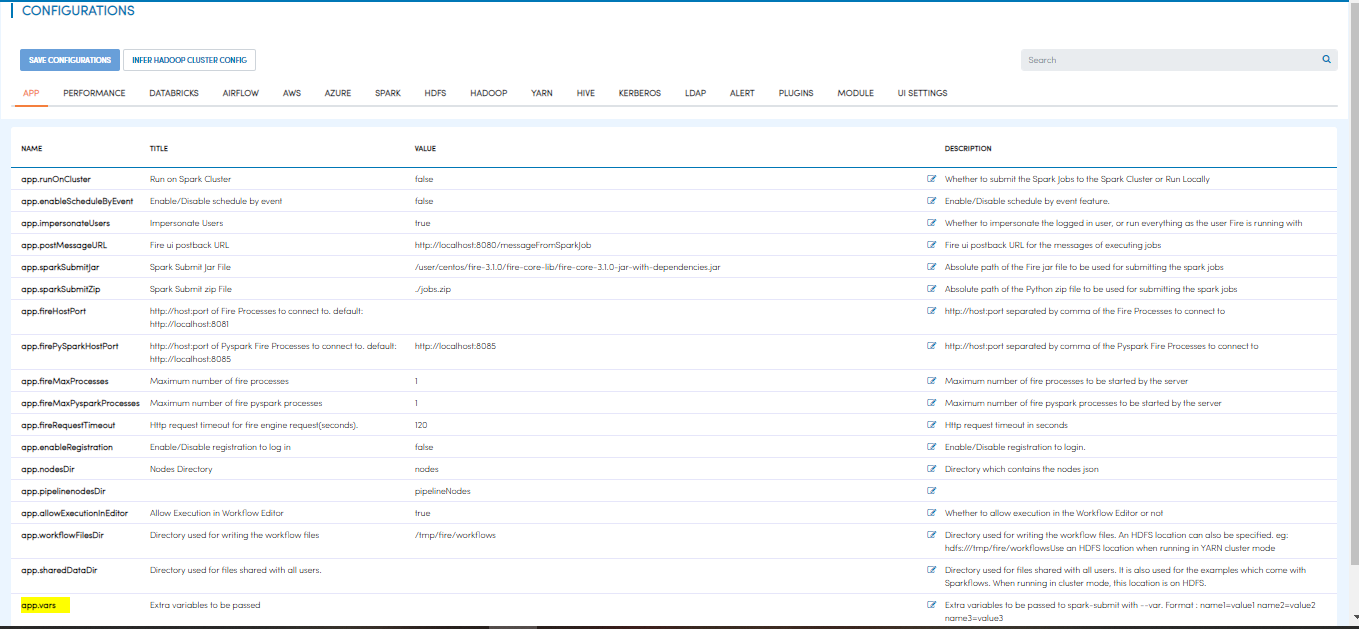 CONFIGURATIONS
SAVE CONFIGURATIONS INFER HADOOP CLUSTER CONFIG Search
APP PERFORMANCE DATABRICKS AIRFLOW AWS AZURE SPARK HDFS HADOOP YARN HIVE KERBEROS LDAP ALERT PLUGINS MODULE UI SETTINGS
NAME TITLE VALUE DESCRIPTION
app.runOnCluster Run on Spark Cluster false Whether to submit the Spark Jobs to the Spark Cluster or Run Locally
app.enableScheduleByEvent Enable/Disable schedule by event false Enable/Disable schedule by event feature.
app.impersonateUsers Impersonate Users true Whether to impersonate the logged in user, or run everything as the user Fire is running with
app.postMessageURL Fire ui postback URL http://localhost:8080/messageFromSparkJob Fire ui postback URL for the messages of executing jobs
app.sparkSubmitJar Spark Submit Jar File /user/centos/fire-3.1.0/fire-core-lib/fire-core-3.1.0-jar-with-dependencies.jar Absolute path of the Fire jar file to be used for submitting the spark jobs
app.sparkSubmitZip Spark Submit zip File ./jobs.zip Absolute path of the Python zip file to be used for submitting the spark jobs
app.fireHostPort http://host:port of Fire Processes to connect to. default: http://host:port separated by comma of the Fire Processes to connect to
http://localhost:8081
app.firePySparkHostPort http://host:port of Pyspark Fire Processes to connect to. default: http://localhost:8085 http://host:port separated by comma of the Pyspark Fire Processes to connect to
http://localhost:8085
app.fireMaxProcesses Maximum number of fire processes 1 Maximum number of fire processes to be started by the server
app.fireMaxPysparkProcesses Maximum number of fire pyspark processes 1 Maximum number of fire pyspark processes to be started by the server
app.fireRequestTimeout Http request timeout for fire engine request(seconds). 120 Http request timeout in seconds
app.enableRegistration Enable/Disable registration to log in false Enable/Disable registration to login.
app.nodesDir Nodes Directory nodes Directory which contains the nodes json
app.pipelinenodesDir pipelineNodes
app.allowExecutionInEditor Allow Execution in Workflow Editor true Whether to allow execution in the Workflow Editor or not
app.workflowFilesDir Directory used for writing the workflow files /tmp/fire/workflows Directory used for writing the workflow files. An HDFS location can also be specified. eg:
hdfs:///tmp/fire/workflowsUse an HDFS location when running in YARN cluster mode
app.sharedDataDir Directory used for files shared with all users. Directory used for files shared with all users. It is also used for the examples which come with
Sparkflows. When running in cluster mode, this location is on HDFS.
app.vars Extra variables to be passed Extra variables to be passed to spark-submit with --var. Format : name1=value1 name2=value2
name3=value3